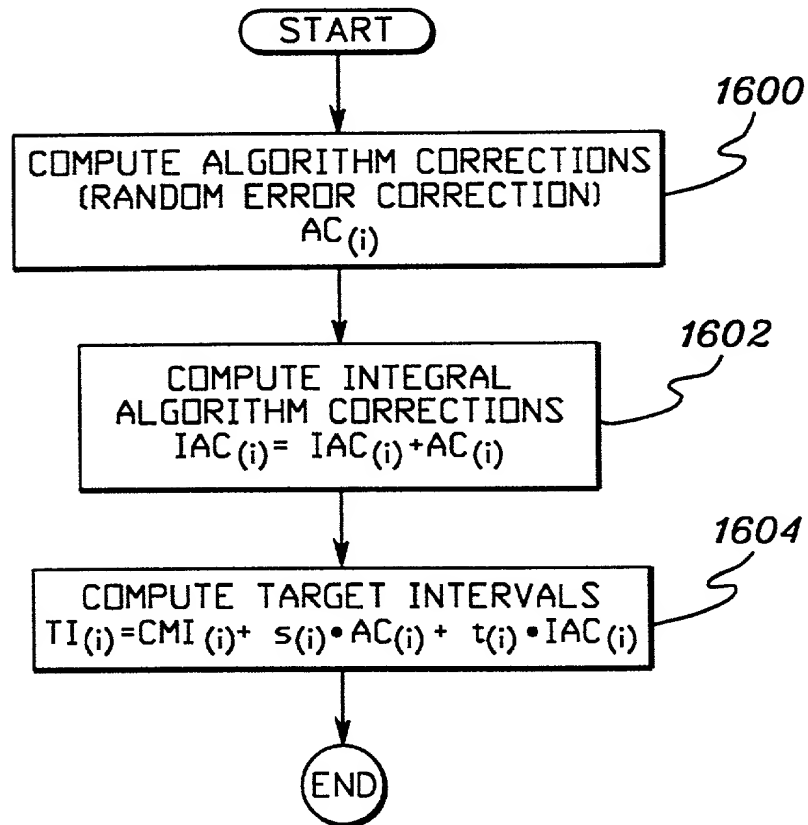 START
1600
COMPUTE ALGORITHM CORRECTIONS
(RANDOM ERROR CORRECTION)
AC(i)
1602
COMPUTE INTEGRAL
ALGORITHM CORRECTIONS
IAC(i)= IAC(i)+AC(i)
1604
COMPUTE TARGET INTERVALS
TI(i)=CMI(i)+ s(i)•AC(i)+ t(i)•IAC(i)
END